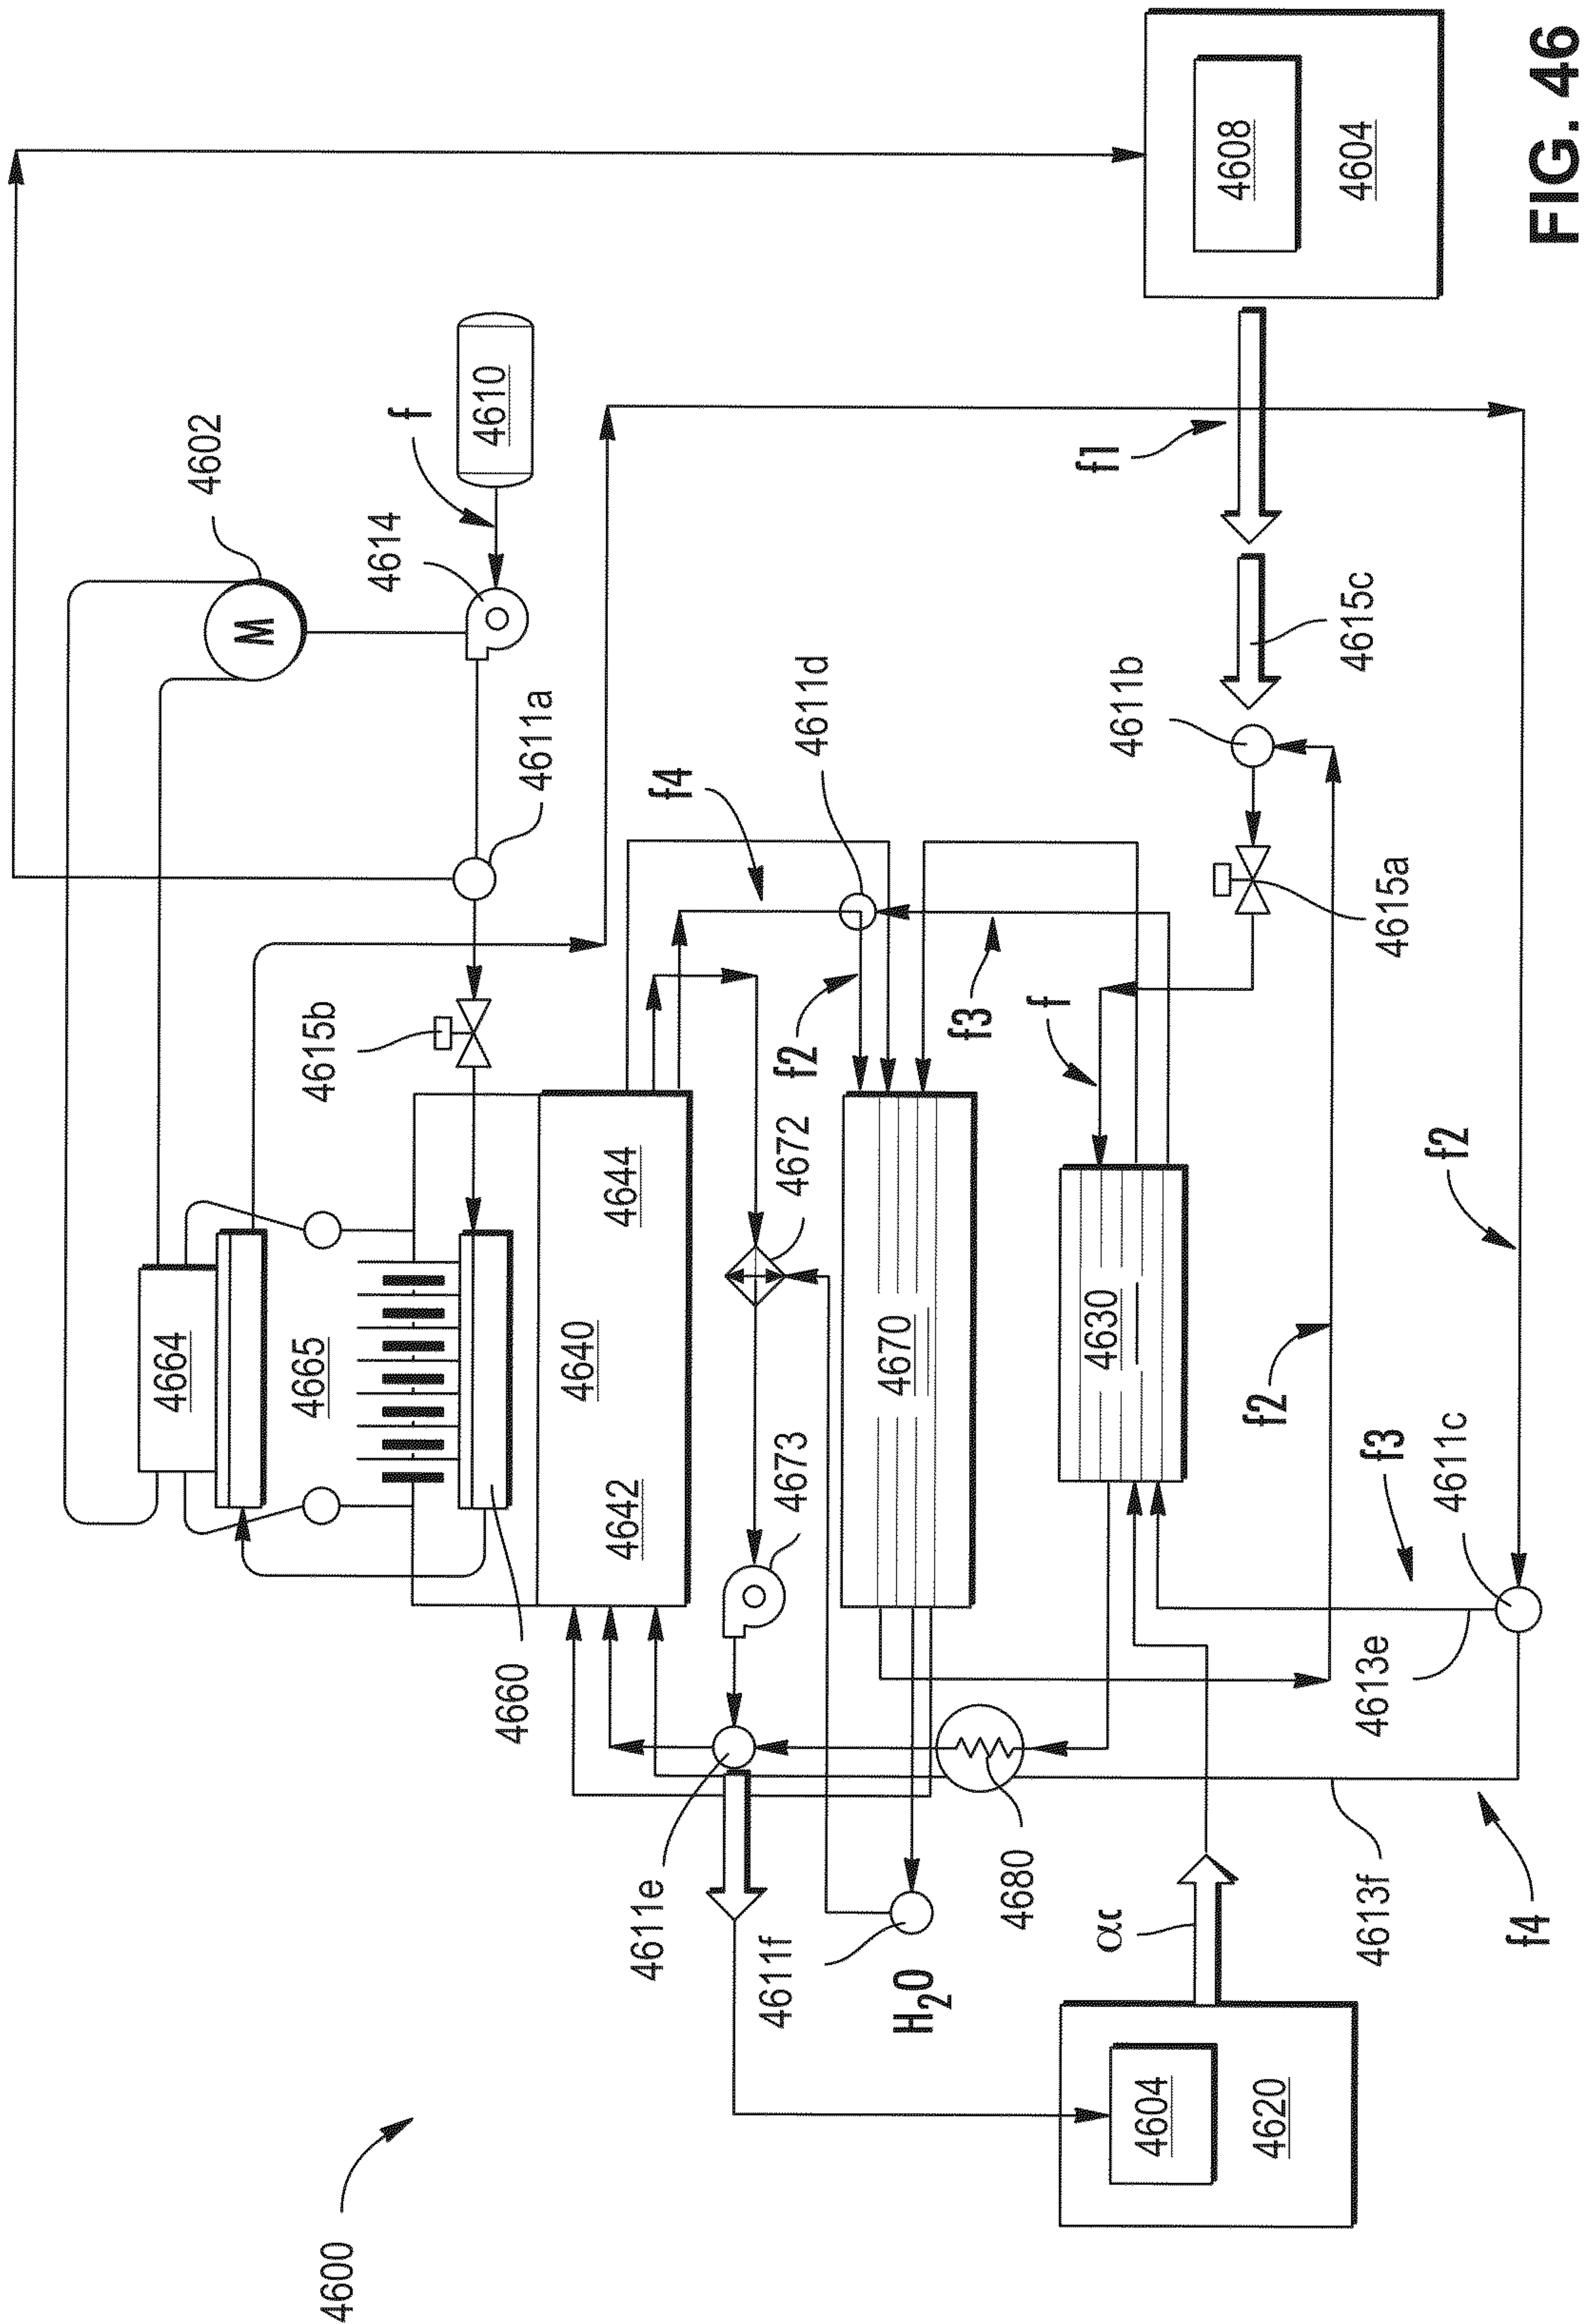 4664
4602
M
4665
4600
4615b
4614
f
4610
4660
4611a
4640
4642
4644
4611e
f4
4611f
4673
4672
f2
4611d
H₂O
4670
f3
4680
f
4630
αc
f1
4611b
4604
4608
4620
f2
4604
4615c
4613e
f3
4615a
4613f
4611c
f2
f4
FIG. 46